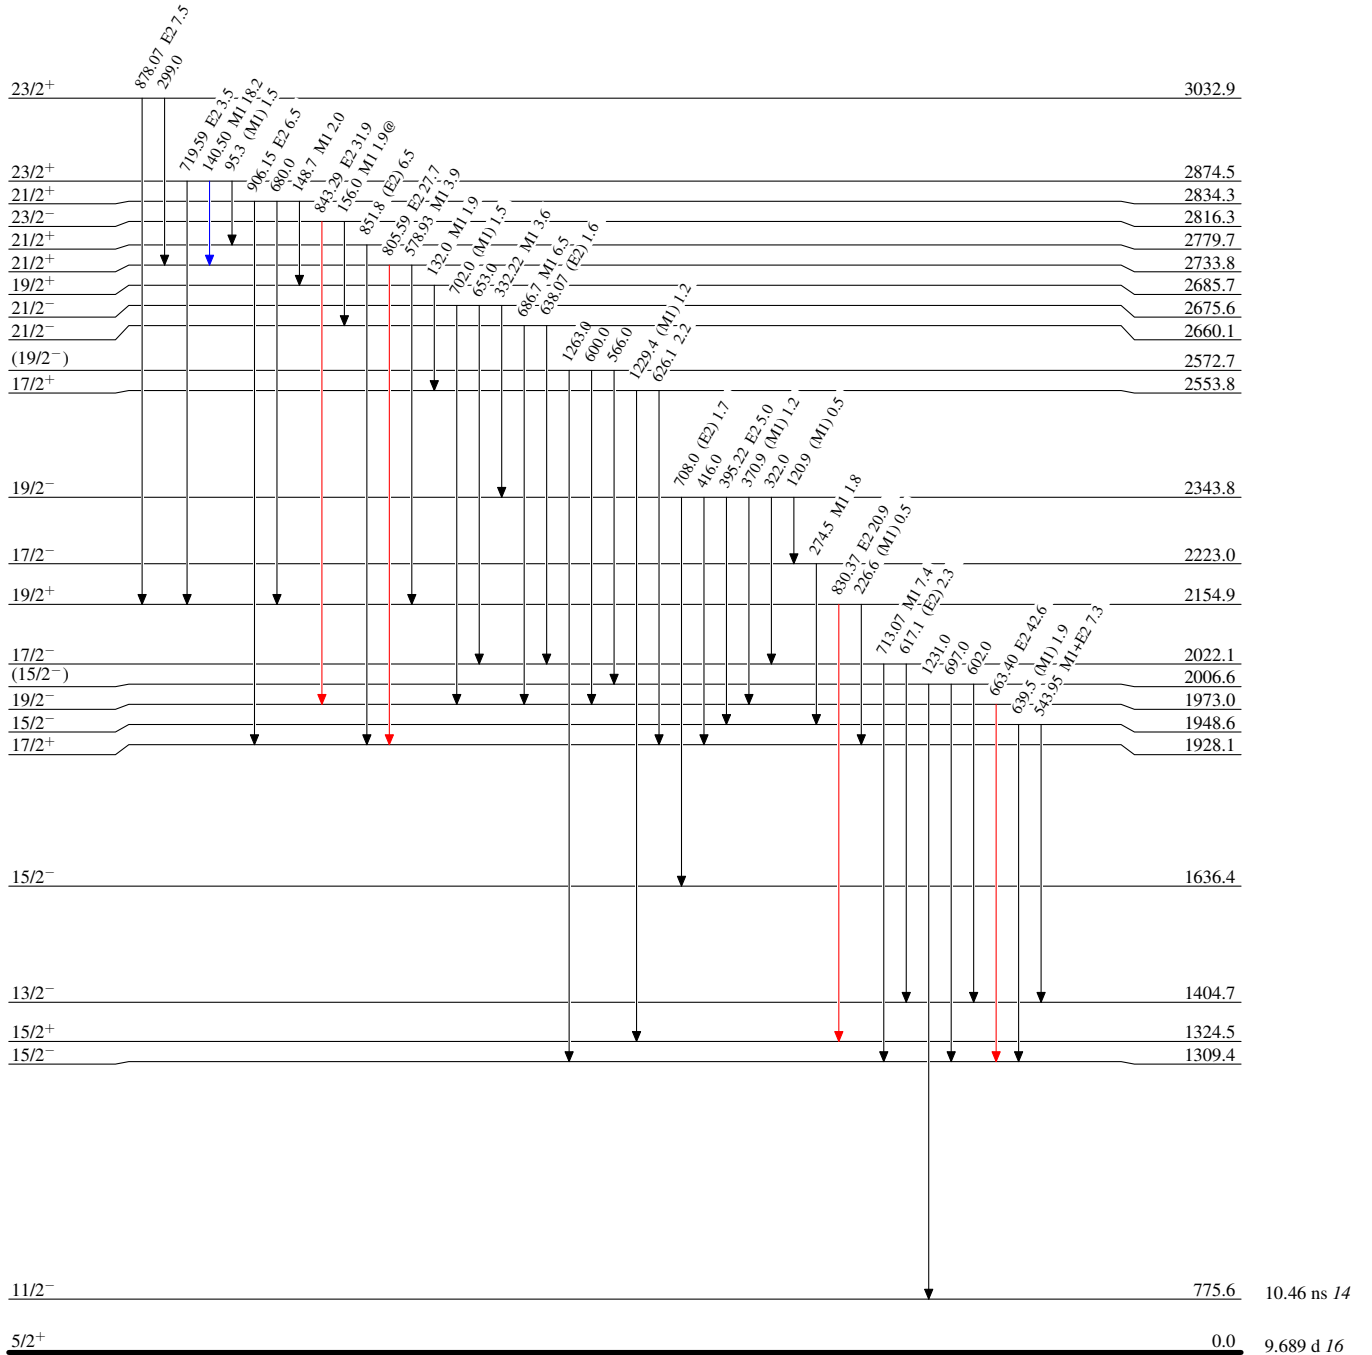 878.07 E2 7.5
299.0
23/2+ 3032.9
719.59 E2 3.5
140.50 M1 18.2
95.3 (M1) 1.5
23/2+ 2874.5
906.15 E2 6.5
680.0
148.7 M1 2.0
21/2+ 2834.3
843.29 E2 31.9
156.0 M1 1.9@
23/2− 2816.3
851.8 (E2) 6.5
21/2+ 2779.7
805.59 E2 27.7
578.93 M1 3.9
21/2+ 2733.8
132.0 M1 1.9
19/2+ 2685.7
702.0 (M1) 1.5
653.0
332.22 M1 3.6
21/2− 2675.6
686.7 M1 6.5
638.07 (E2) 1.6
21/2− 2660.1
1263.0
600.0
566.0
(19/2−) 2572.7
1229.4 (M1) 1.2
626.1 2.2
17/2+ 2553.8
708.0 (E2) 1.7
416.0
395.22 E2 5.0
370.9 (M1) 1.2
322.0
120.9 (M1) 0.5
19/2− 2343.8
274.5 M1 1.8
17/2− 2223.0
830.37 E2 20.9
226.6 (M1) 0.5
19/2+ 2154.9
713.07 M1 7.4
617.1 (E2) 2.3
17/2− 2022.1
1231.0
697.0
602.0
(15/2−) 2006.6
663.40 E2 42.6
19/2− 1973.0
639.5 (M1) 1.9
543.95 M1+E2 7.3
15/2− 1948.6
17/2+ 1928.1
15/2− 1636.4
13/2− 1404.7
15/2+ 1324.5
15/2− 1309.4
11/2− 775.6 10.46 ns 14
5/2+ 0.0 9.689 d 16